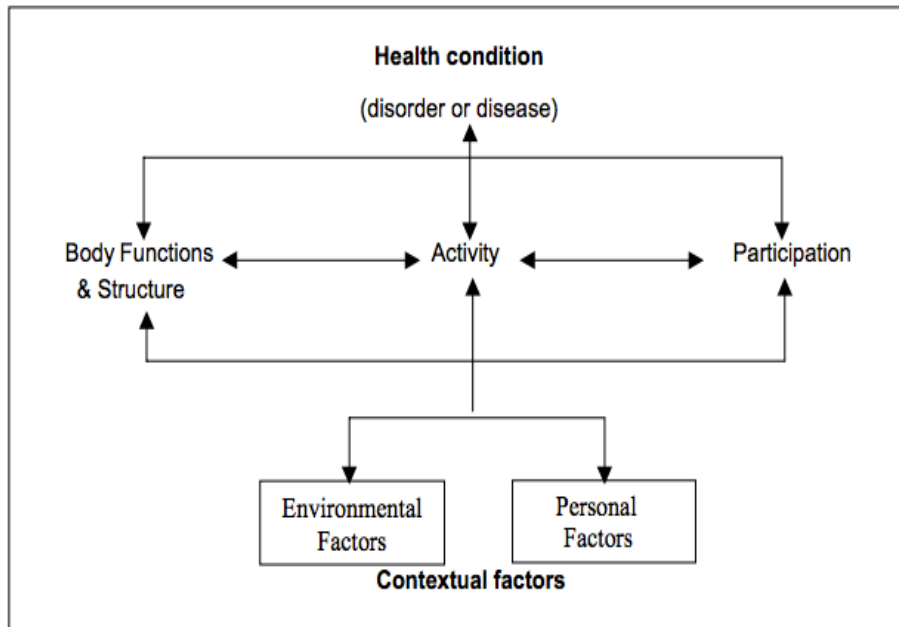 Health condition
(disorder or disease)
Body Functions
& Structure
Activity
Participation
Environmental
Factors
Personal
Factors
Contextual factors